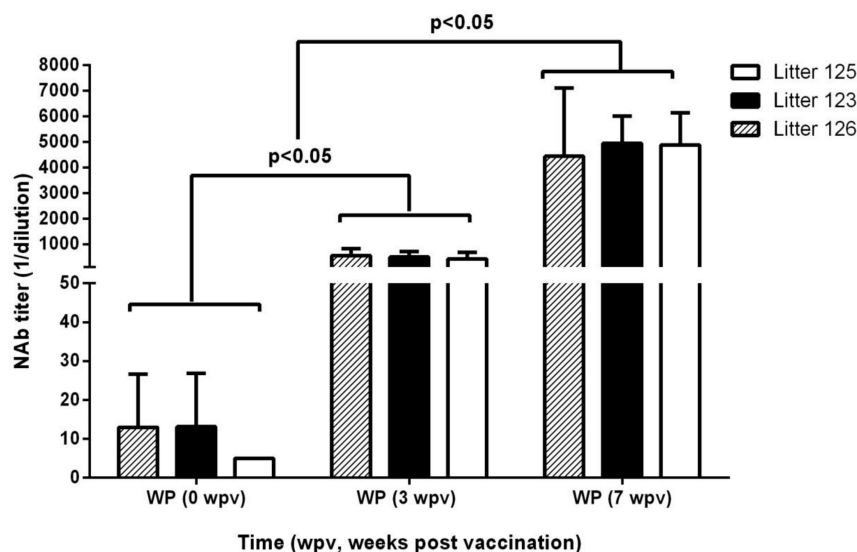 p<0.05
p<0.05
8000
7000
6000
5000
4000
3000
2000
1000
50
40
30
20
10
0
NAb titer (1/dilution)
WP (0 wpv)
WP (3 wpv)
WP (7 wpv)
Time (wpv, weeks post vaccination)
Litter 125
Litter 123
Litter 126